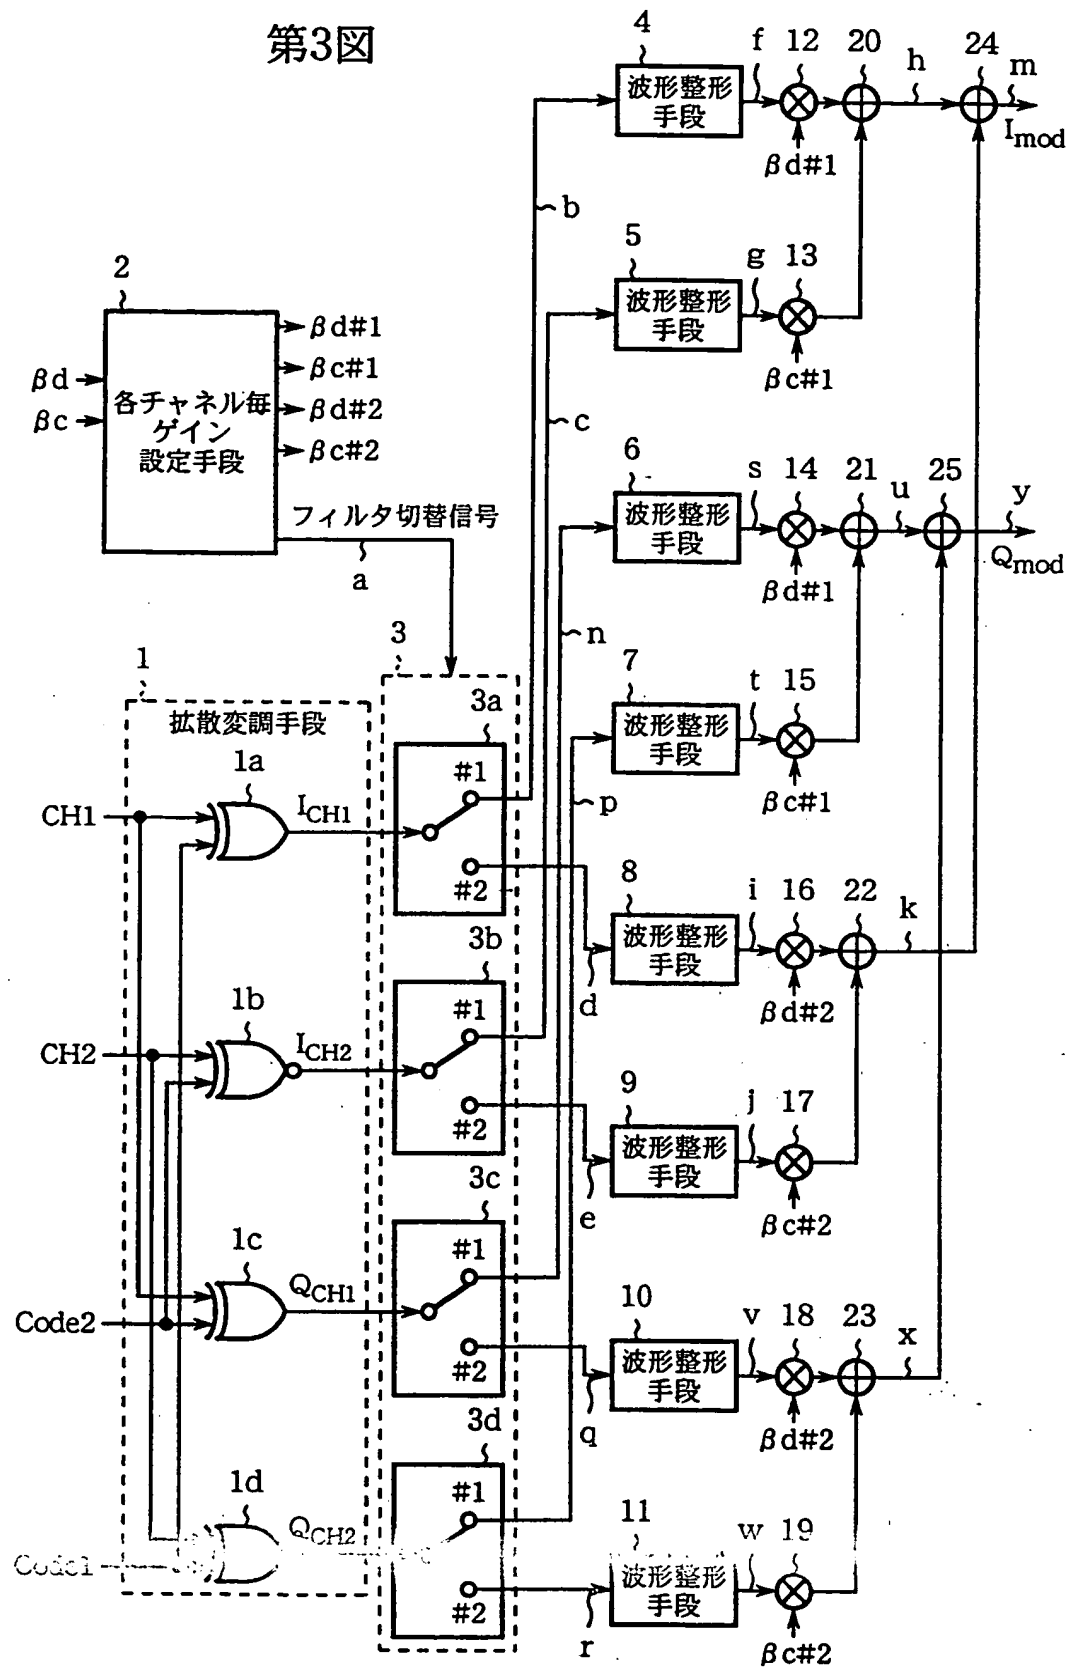 第3図
4
f
12
20
h
24
m
波形整形
手段
Imod
βd#1
b
5
g
13
波形整形
手段
βc#1
2
βd
βc
各チャネル毎
ゲイン
設定手段
βd#1
βc#1
βd#2
βc#2
c
フィルタ切替信号
a
6
s
14
21
u
25
y
波形整形
手段
Qmod
βd#1
n
7
t
15
波形整形
手段
βc#1
p
1
拡散変調手段
3
3a
1a
CH1
ICH1
#1
#2
8
i
16
22
k
波形整形
手段
d
βd#2
3b
1b
CH2
ICH2
#1
#2
9
j
17
波形整形
手段
e
βc#2
3c
1c
Code2
QCH1
#1
#2
10
v
18
23
x
波形整形
手段
q
βd#2
3d
1d
Code1
QCH2
#1
#2
11
w
19
波形整形
手段
r
βc#2